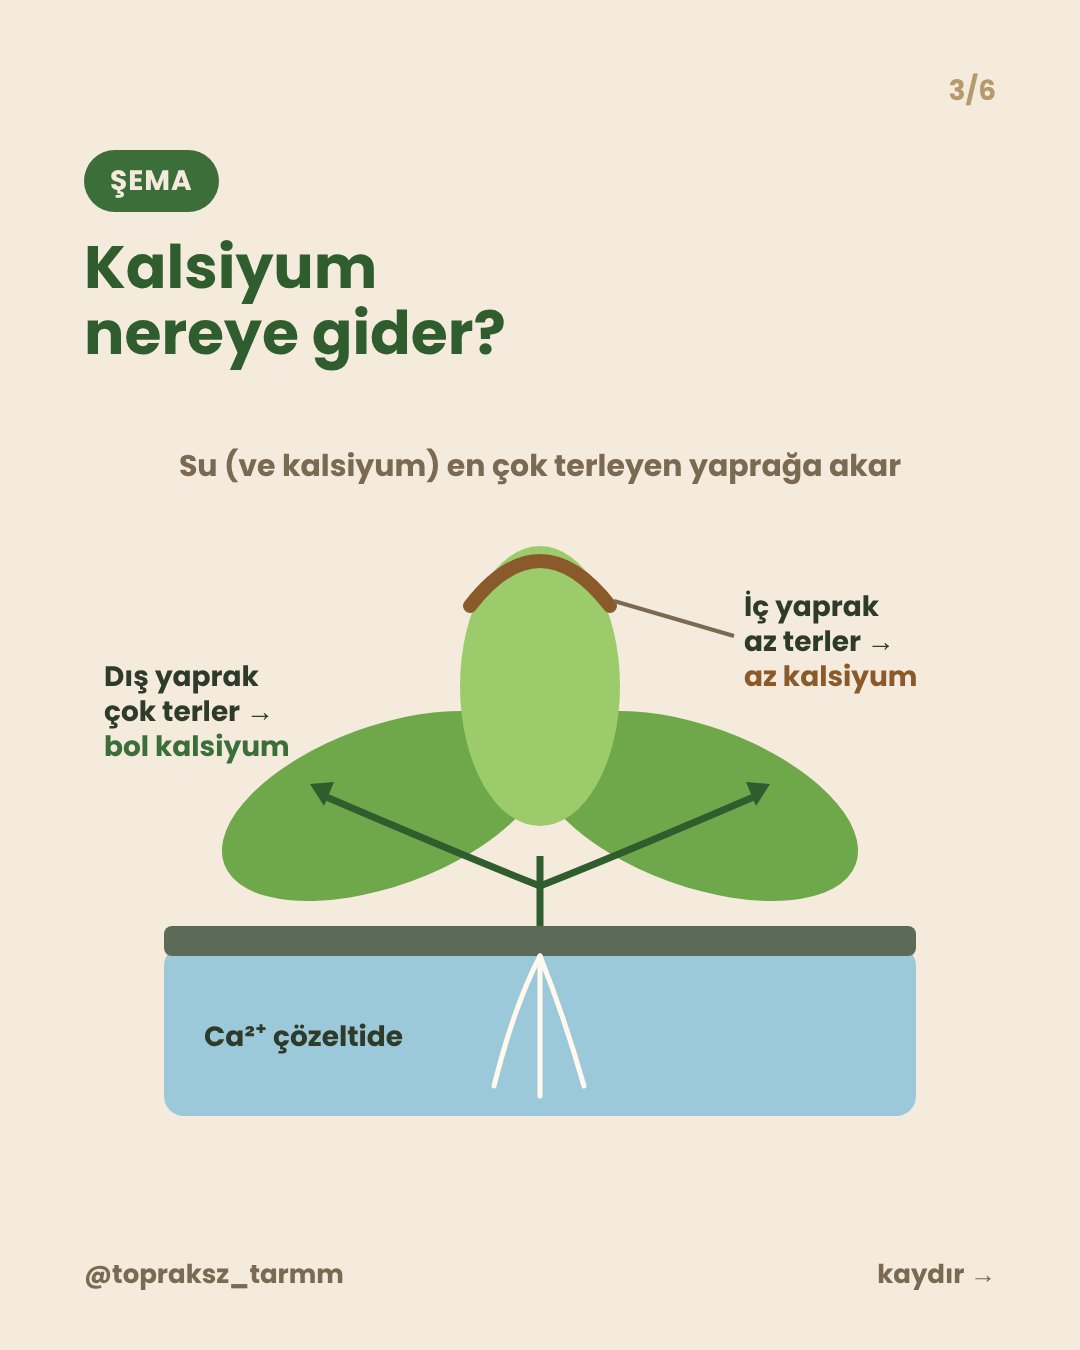 3/6
ŞEMA
Kalsiyum
nereye gider?
Su (ve kalsiyum) en çok terleyen yaprağa akar
İç yaprak
az terler →
az kalsiyum
Dış yaprak
çok terler →
bol kalsiyum
Ca²⁺ çözeltide
@topraksz_tarmm
kaydır →